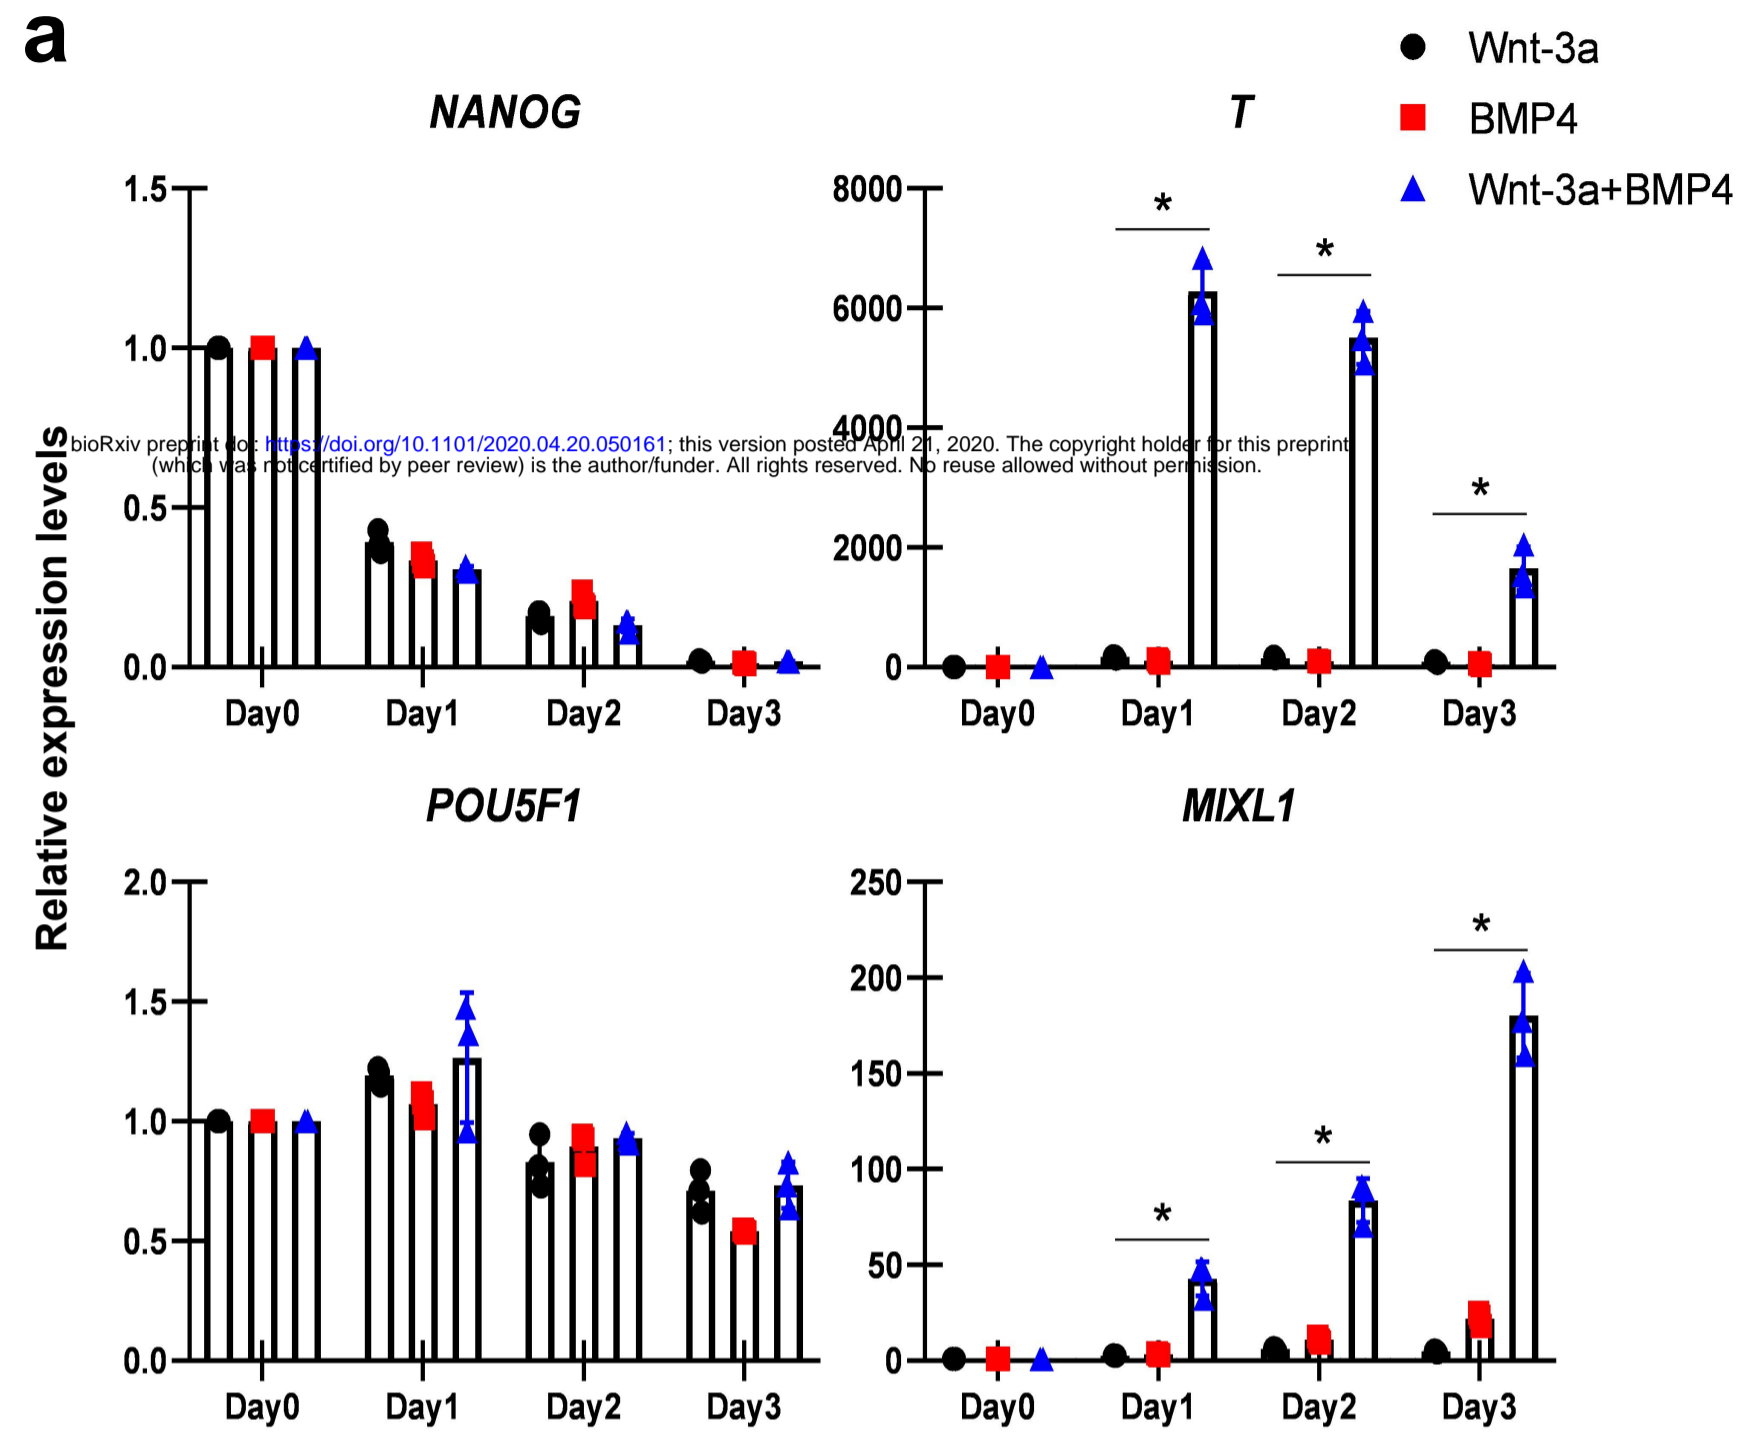 a
Wnt-3a
BMP4
Wnt-3a+BMP4
Relative expression levels
NANOG
1.5
1.0
0.5
0.0
Day0 Day1 Day2 Day3
T
*
*
*
8000
6000
4000
2000
0
Day0 Day1 Day2 Day3
bioRxiv preprint doi: https://doi.org/10.1101/2020.04.20.050161; this version posted April 21, 2020. The copyright holder for this preprint
(which was not certified by peer review) is the author/funder. All rights reserved. No reuse allowed without permission.
POU5F1
2.0
1.5
1.0
0.5
0.0
Day0 Day1 Day2 Day3
MIXL1
*
*
*
250
200
150
100
50
0
Day0 Day1 Day2 Day3